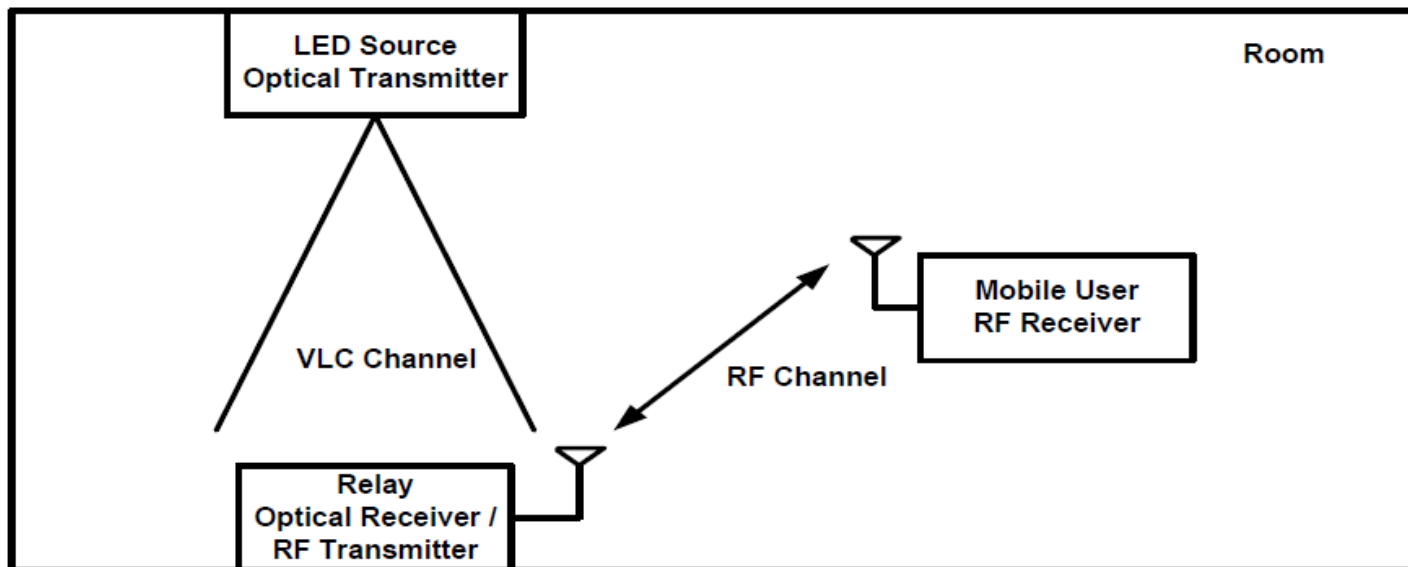 LED Source
Optical Transmitter
Room
Mobile User
RF Receiver
VLC Channel
RF Channel
Relay
Optical Receiver /
RF Transmitter